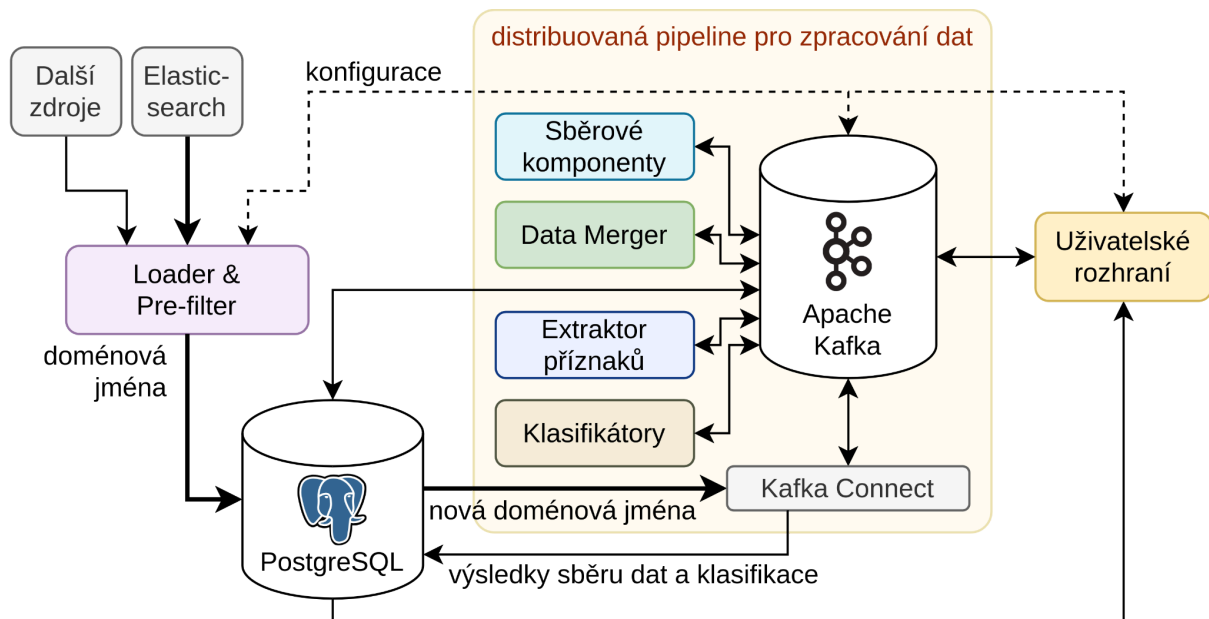 distribuovaná pipeline pro zpracování dat
Další
zdroje
Elastic-
search
konfigurace
Sběrové
komponenty
Data Merger
Uživatelské
rozhraní
Loader &
Pre-filter
Apache
Kafka
Extraktor
příznaků
doménová
jména
Klasifikátory
Kafka Connect
nová doménová jména
PostgreSQL
výsledky sběru dat a klasifikace